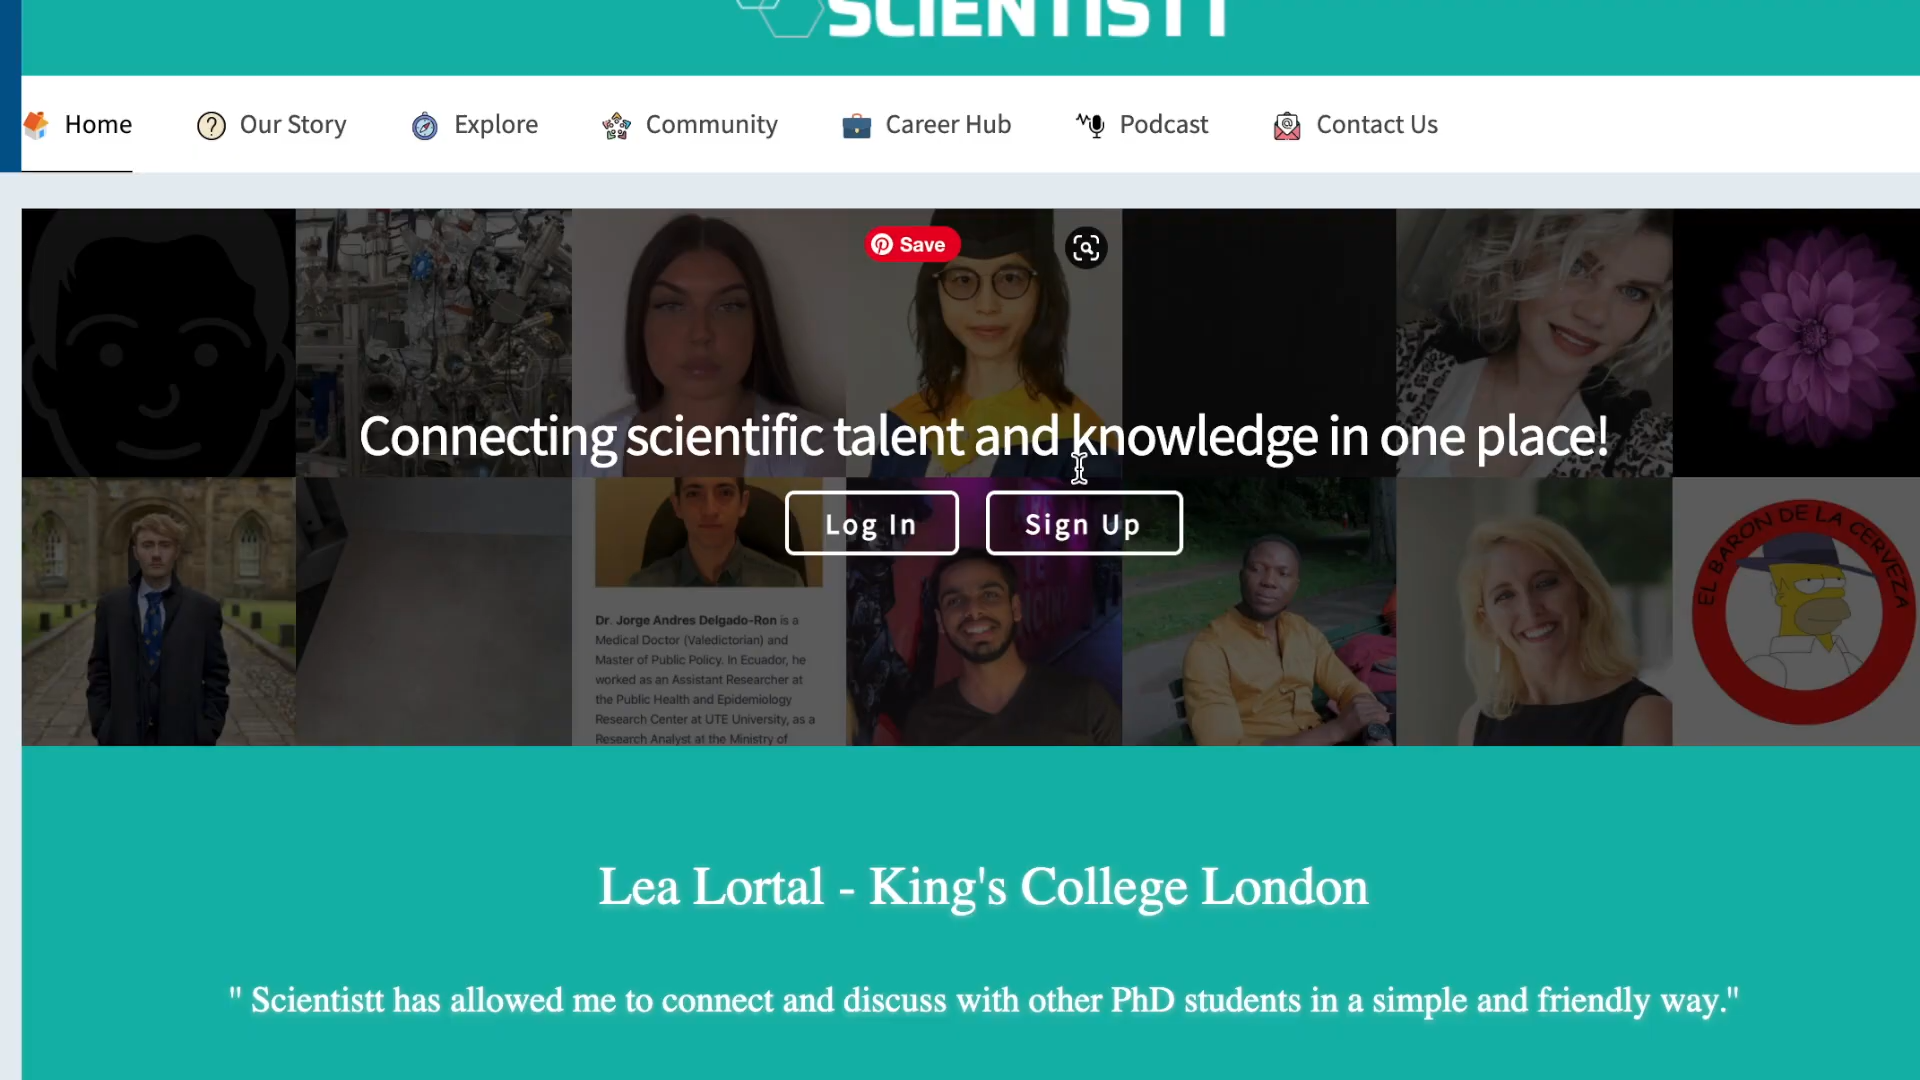 SCIENTISTT
Home
Our Story
Explore
Community
Career Hub
Podcast
Contact Us
Save
Connecting scientific talent and knowledge in one place!
Log In
Sign Up
EL BARON DE LA CERVEZA
Dr. Jorge Andres Delgado-Ron is a
Medical Doctor (Valedictorian) and
Master of Public Policy. In Ecuador, he
worked as an Assistant Researcher at
the Public Health and Epidemiology
Research Center at UTE University, as a
Research Analyst at the Ministry of
Lea Lortal - King's College London
" Scientistt has allowed me to connect and discuss with other PhD students in a simple and friendly way."